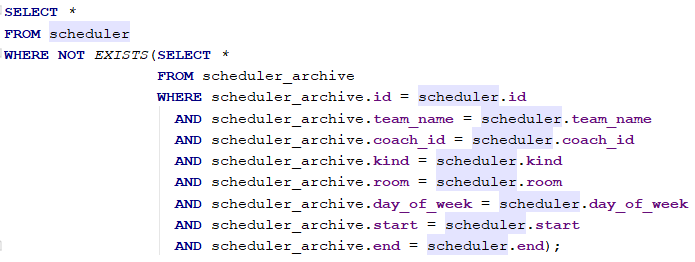 SELECT *
FROM scheduler
WHERE NOT EXISTS(SELECT *
FROM scheduler_archive
WHERE scheduler_archive.id = scheduler.id
AND scheduler_archive.team_name = scheduler.team_name
AND scheduler_archive.coach_id = scheduler.coach_id
AND scheduler_archive.kind = scheduler.kind
AND scheduler_archive.room = scheduler.room
AND scheduler_archive.day_of_week = scheduler.day_of_week
AND scheduler_archive.start = scheduler.start
AND scheduler_archive.end = scheduler.end);